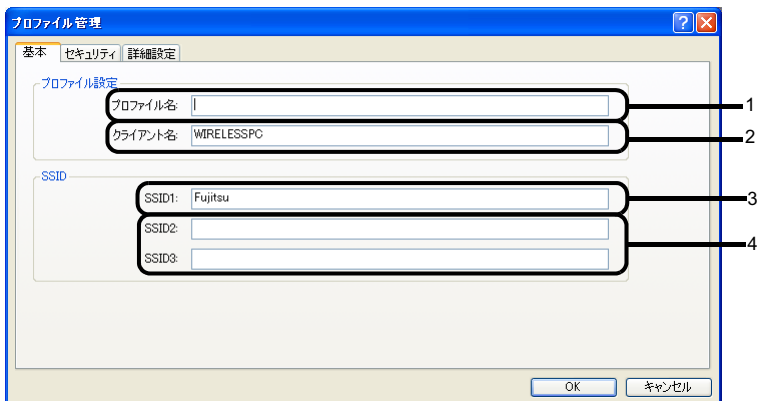 プロファイル管理
基本 セキュリティ 詳細設定
プロファイル設定
プロファイル名:
1
クライアント名: WIRELESSPC
2
SSID
SSID1: Fujitsu
3
SSID2:
4
SSID3:
OK キャンセル